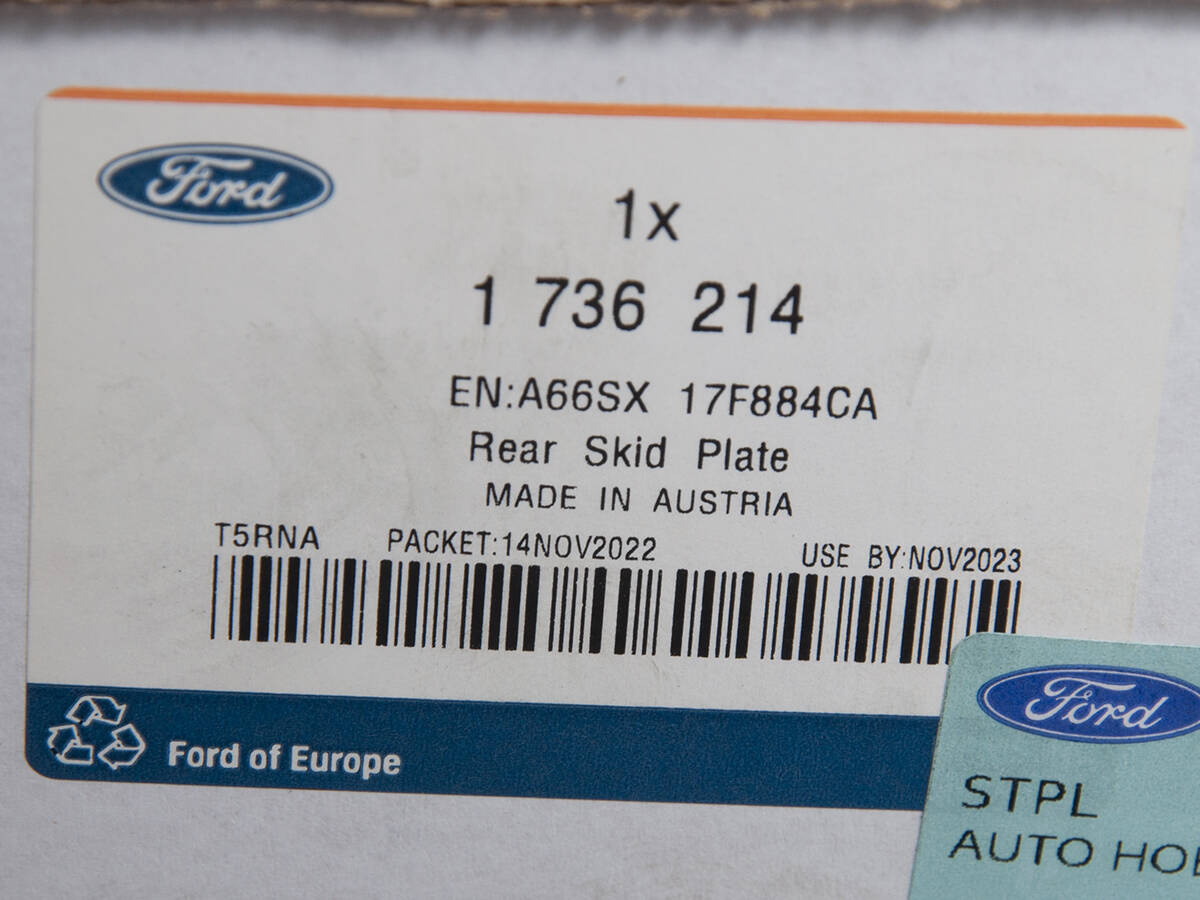 Ford
1x
1 736 214
EN:A66SX 17F884CA
Rear Skid Plate
MADE IN AUSTRIA
T5RNA PACKET:14NOV2022 USE BY:NOV2023
Ford of Europe
Ford
STPL
AUTO